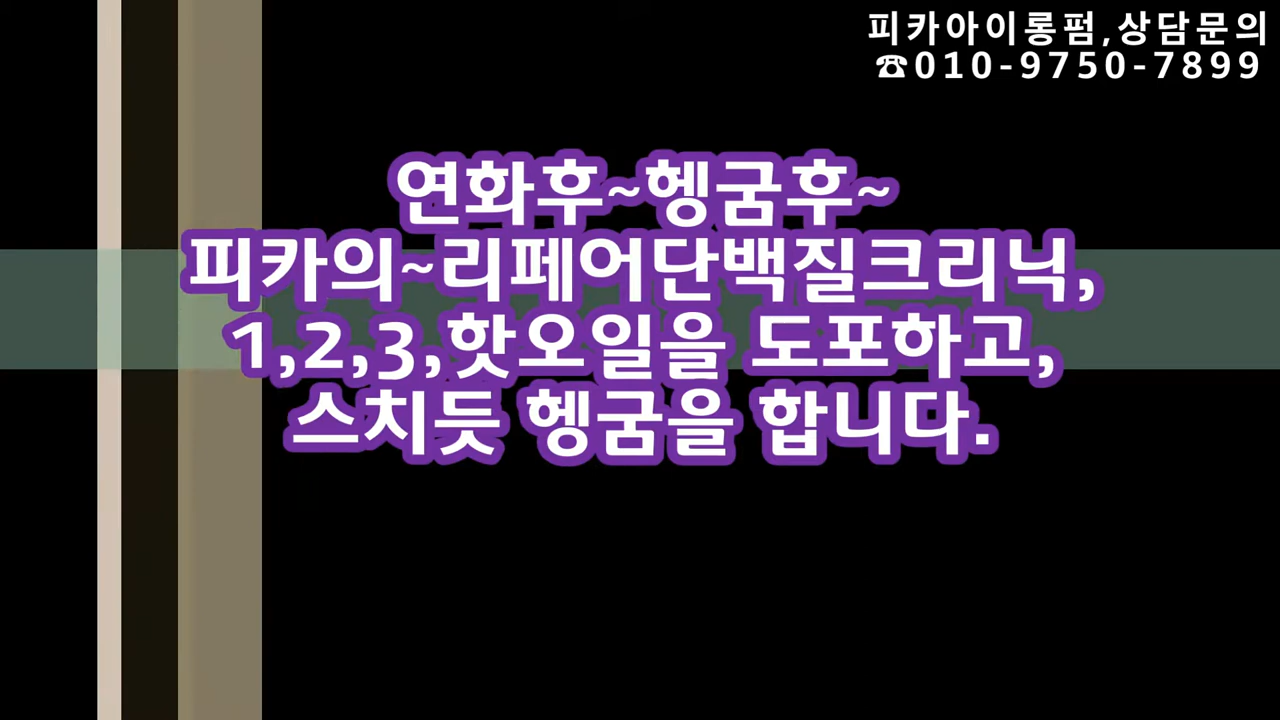 피카아이롱펌,상담문의
☎010-9750-7899
연화후~헹굼후~
피카의~리페어단백질크리닉,
1,2,3,핫오일을 도포하고,
스치듯 헹굼을 합니다.